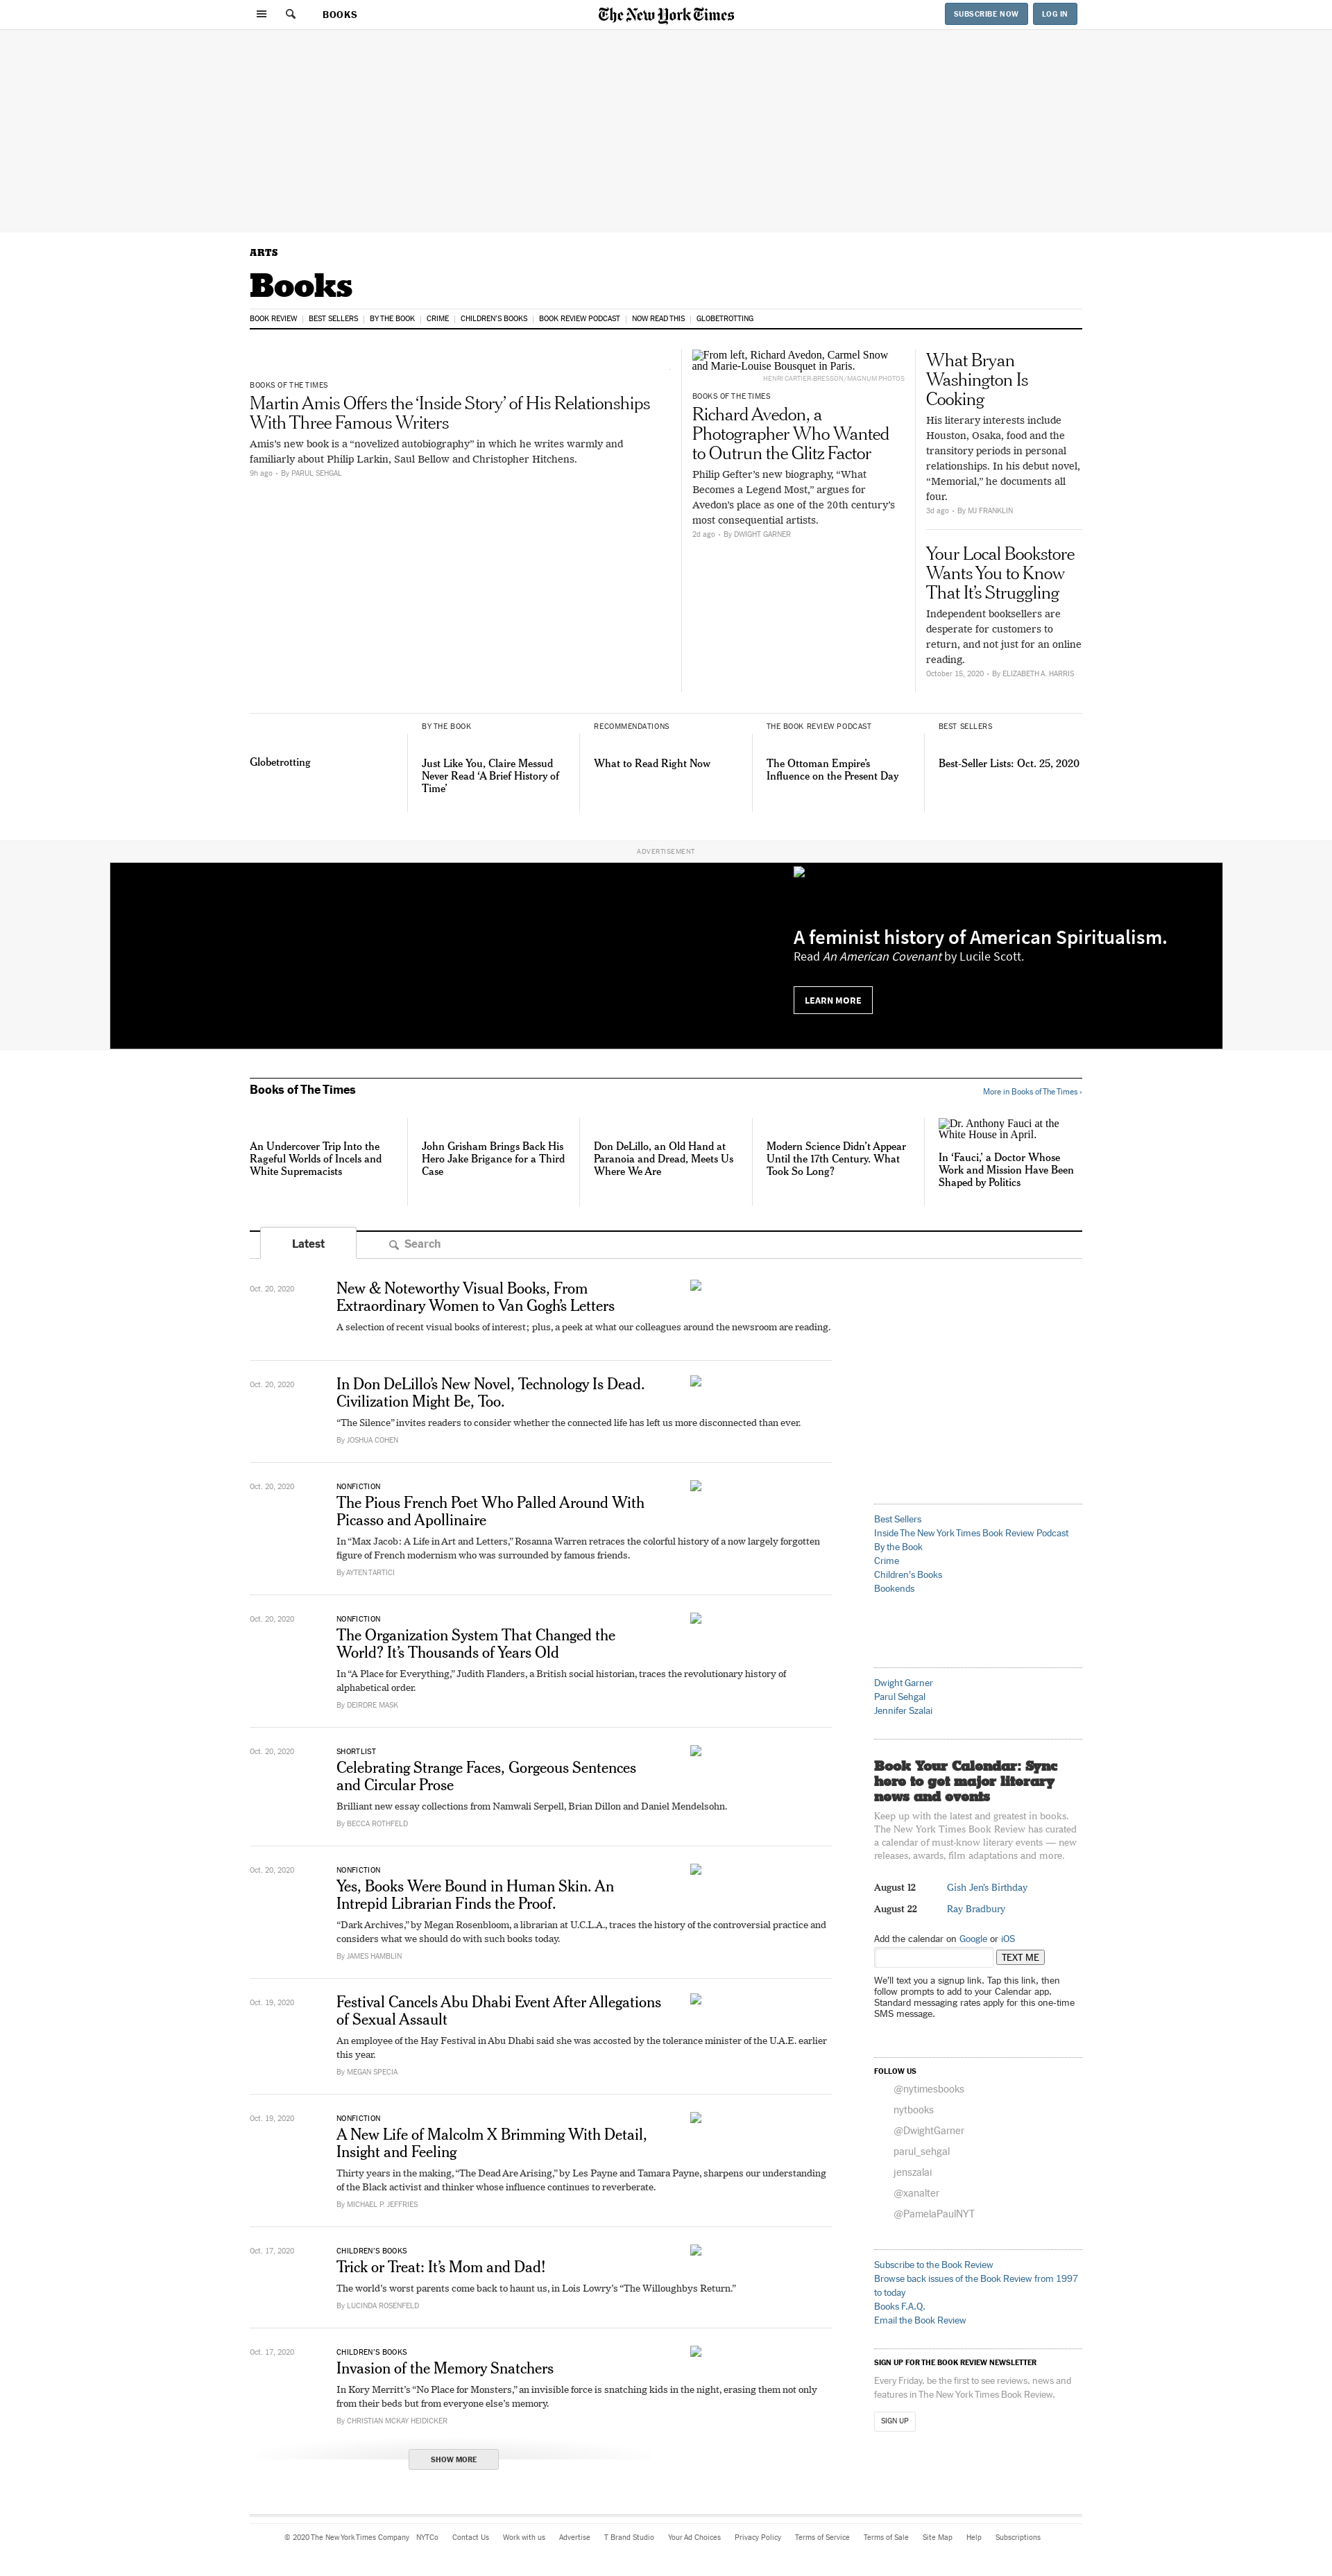 BOOKS
The New York Times
SUBSCRIBE NOW
LOG IN
ARTS
Books
BOOK REVIEW | BEST SELLERS | BY THE BOOK | CRIME | CHILDREN'S BOOKS | BOOK REVIEW PODCAST | NOW READ THIS | GLOBETROTTING
BOOKS OF THE TIMES
Martin Amis Offers the ‘Inside Story’ of His Relationships
With Three Famous Writers
Amis’s new book is a “novelized autobiography” in which he writes warmly and
familiarly about Philip Larkin, Saul Bellow and Christopher Hitchens.
9h ago · By PARUL SEHGAL
From left, Richard Avedon, Carmel Snow
and Marie-Louise Bousquet in Paris.
HENRI CARTIER-BRESSON/MAGNUM PHOTOS
BOOKS OF THE TIMES
Richard Avedon, a
Photographer Who Wanted
to Outrun the Glitz Factor
Philip Gefter’s new biography, “What
Becomes a Legend Most,” argues for
Avedon’s place as one of the 20th century’s
most consequential artists.
2d ago · By DWIGHT GARNER
What Bryan
Washington Is
Cooking
His literary interests include
Houston, Osaka, food and the
transitory periods in personal
relationships. In his debut novel,
“Memorial,” he documents all
four.
3d ago · By MJ FRANKLIN
Your Local Bookstore
Wants You to Know
That It’s Struggling
Independent booksellers are
desperate for customers to
return, and not just for an online
reading.
October 15, 2020 · By ELIZABETH A. HARRIS
Globetrotting
BY THE BOOK
Just Like You, Claire Messud
Never Read ‘A Brief History of
Time’
RECOMMENDATIONS
What to Read Right Now
THE BOOK REVIEW PODCAST
The Ottoman Empire’s
Influence on the Present Day
BEST SELLERS
Best-Seller Lists: Oct. 25, 2020
ADVERTISEMENT
A feminist history of American Spiritualism.
Read An American Covenant by Lucile Scott.
LEARN MORE
Books of The Times
More in Books of The Times ›
An Undercover Trip Into the
Rageful Worlds of Incels and
White Supremacists
John Grisham Brings Back His
Hero Jake Brigance for a Third
Case
Don DeLillo, an Old Hand at
Paranoia and Dread, Meets Us
Where We Are
Modern Science Didn’t Appear
Until the 17th Century. What
Took So Long?
Dr. Anthony Fauci at the
White House in April.
In ‘Fauci,’ a Doctor Whose
Work and Mission Have Been
Shaped by Politics
Latest
Search
Oct. 20, 2020
New & Noteworthy Visual Books, From
Extraordinary Women to Van Gogh’s Letters
A selection of recent visual books of interest; plus, a peek at what our colleagues around the newsroom are reading.
Oct. 20, 2020
In Don DeLillo’s New Novel, Technology Is Dead.
Civilization Might Be, Too.
“The Silence” invites readers to consider whether the connected life has left us more disconnected than ever.
By JOSHUA COHEN
Oct. 20, 2020
NONFICTION
The Pious French Poet Who Palled Around With
Picasso and Apollinaire
In “Max Jacob: A Life in Art and Letters,” Rosanna Warren retraces the colorful history of a now largely forgotten
figure of French modernism who was surrounded by famous friends.
By AYTEN TARTICI
Oct. 20, 2020
NONFICTION
The Organization System That Changed the
World? It’s Thousands of Years Old
In “A Place for Everything,” Judith Flanders, a British social historian, traces the revolutionary history of
alphabetical order.
By DEIRDRE MASK
Oct. 20, 2020
SHORTLIST
Celebrating Strange Faces, Gorgeous Sentences
and Circular Prose
Brilliant new essay collections from Namwali Serpell, Brian Dillon and Daniel Mendelsohn.
By BECCA ROTHFELD
Oct. 20, 2020
NONFICTION
Yes, Books Were Bound in Human Skin. An
Intrepid Librarian Finds the Proof.
“Dark Archives,” by Megan Rosenbloom, a librarian at U.C.L.A., traces the history of the controversial practice and
considers what we should do with such books today.
By JAMES HAMBLIN
Oct. 19, 2020
Festival Cancels Abu Dhabi Event After Allegations
of Sexual Assault
An employee of the Hay Festival in Abu Dhabi said she was accosted by the tolerance minister of the U.A.E. earlier
this year.
By MEGAN SPECIA
Oct. 19, 2020
NONFICTION
A New Life of Malcolm X Brimming With Detail,
Insight and Feeling
Thirty years in the making, “The Dead Are Arising,” by Les Payne and Tamara Payne, sharpens our understanding
of the Black activist and thinker whose influence continues to reverberate.
By MICHAEL P. JEFFRIES
Oct. 17, 2020
CHILDREN’S BOOKS
Trick or Treat: It’s Mom and Dad!
The world’s worst parents come back to haunt us, in Lois Lowry’s “The Willoughbys Return.”
By LUCINDA ROSENFELD
Oct. 17, 2020
CHILDREN’S BOOKS
Invasion of the Memory Snatchers
In Kory Merritt’s “No Place for Monsters,” an invisible force is snatching kids in the night, erasing them not only
from their beds but from everyone else’s memory.
By CHRISTIAN MCKAY HEIDICKER
SHOW MORE
Best Sellers
Inside The New York Times Book Review Podcast
By the Book
Crime
Children's Books
Bookends
Dwight Garner
Parul Sehgal
Jennifer Szalai
Book Your Calendar: Sync
here to get major literary
news and events
Keep up with the latest and greatest in books.
The New York Times Book Review has curated
a calendar of must-know literary events — new
releases, awards, film adaptations and more.
August 12 Gish Jen's Birthday
August 22 Ray Bradbury
Add the calendar on Google or iOS
TEXT ME
We’ll text you a signup link. Tap this link, then
follow prompts to add to your Calendar app.
Standard messaging rates apply for this one-time
SMS message.
FOLLOW US
@nytimesbooks
nytbooks
@DwightGarner
parul_sehgal
jenszalai
@xanalter
@PamelaPaulNYT
Subscribe to the Book Review
Browse back issues of the Book Review from 1997
to today
Books F.A.Q.
Email the Book Review
SIGN UP FOR THE BOOK REVIEW NEWSLETTER
Every Friday, be the first to see reviews, news and
features in The New York Times Book Review.
SIGN UP
© 2020 The New York Times Company NYTCo Contact Us Work with us Advertise T Brand Studio Your Ad Choices Privacy Policy Terms of Service Terms of Sale Site Map Help Subscriptions